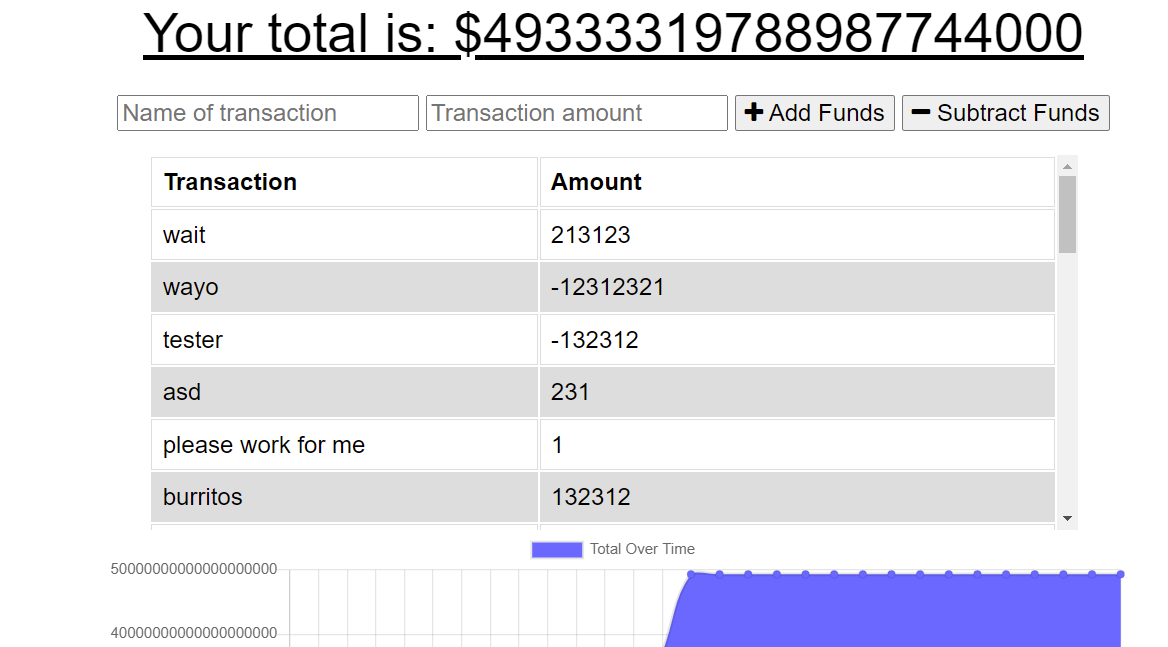 Your total is: $49333319788987744000
Name of transaction Transaction amount Add Funds Subtract Funds
Transaction Amount
wait 213123
wayo -12312321
tester -132312
asd 231
please work for me 1
burritos 132312
Total Over Time
50000000000000000000
40000000000000000000